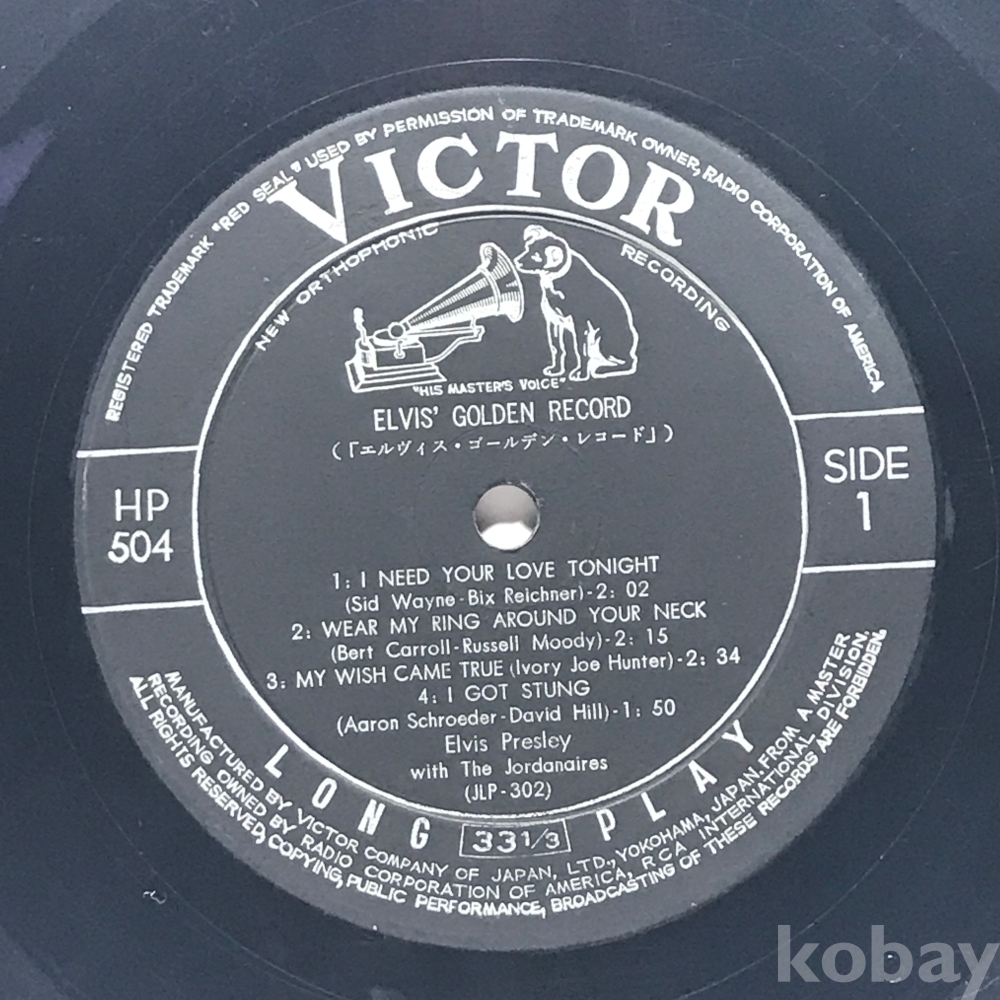 REGISTERED TRADEMARK "RED SEAL" USED BY PERMISSION OF TRADEMARK OWNER, RADIO CORPORATION OF AMERICA
VICTOR
NEW ORTHOPHONIC RECORDING
"HIS MASTER'S VOICE"
ELVIS' GOLDEN RECORD
(「エルヴィス・ゴールデン・レコード」)
HP
504
SIDE
1
1: I NEED YOUR LOVE TONIGHT
(Sid Wayne-Bix Reichner)-2: 02
2: WEAR MY RING AROUND YOUR NECK
(Bert Carroll-Russell Moody)-2: 15
3: MY WISH CAME TRUE (Ivory Joe Hunter)-2: 34
4: I GOT STUNG
(Aaron Schroeder-David Hill)-1: 50
Elvis Presley
with The Jordanaires
(JLP-302)
LONG 33 1/3 PLAY
MANUFACTURED BY VICTOR COMPANY OF JAPAN, LTD., YOKOHAMA, JAPAN, FROM A MASTER
RECORDING OWNED BY RADIO CORPORATION OF AMERICA, RCA INTERNATIONAL DIVISION.
ALL RIGHTS RESERVED, COPYING, PUBLIC PERFORMANCE, BROADCASTING OF THESE RECORDS ARE FORBIDDEN.
kobay